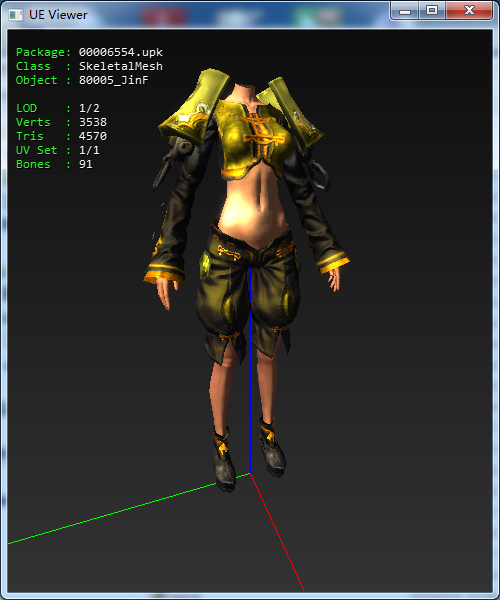 UE Viewer
Package: 00006554.upk
Class  : SkeletalMesh
Object : 80005_JinF
LOD    : 1/2
Verts  : 3538
Tris   : 4570
UV Set : 1/1
Bones  : 91